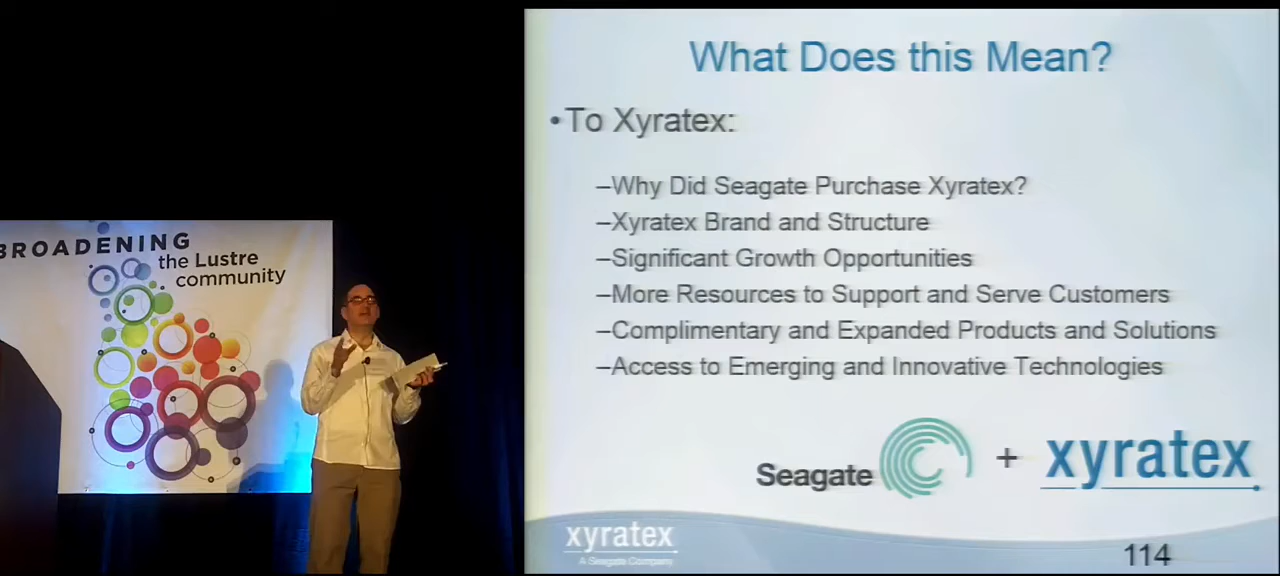 BROADENING
the Lustre
community
What Does this Mean?
• To Xyratex:
–Why Did Seagate Purchase Xyratex?
–Xyratex Brand and Structure
–Significant Growth Opportunities
–More Resources to Support and Serve Customers
–Complimentary and Expanded Products and Solutions
–Access to Emerging and Innovative Technologies
Seagate + xyratex
xyratex
A Seagate Company
114